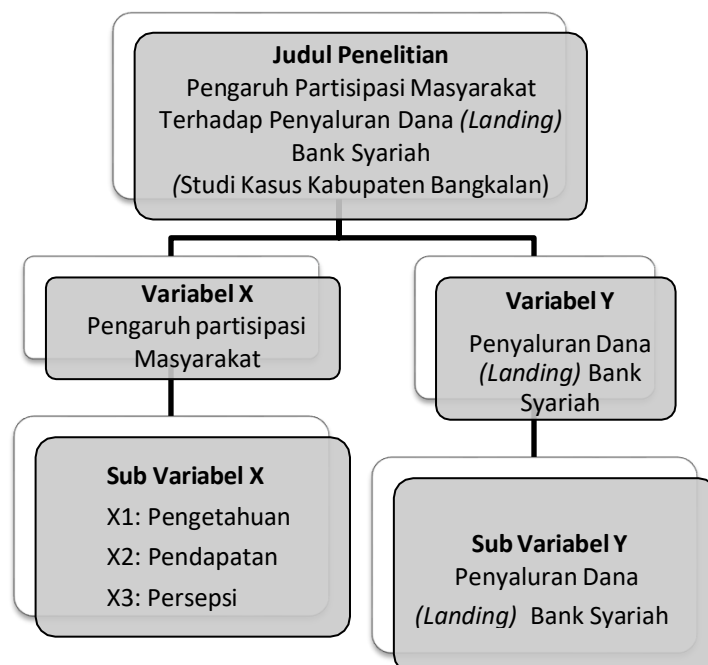 Judul Penelitian
Pengaruh Partisipasi Masyarakat
Terhadap Penyaluran Dana (Landing)
Bank Syariah
(Studi Kasus Kabupaten Bangkalan)
Variabel X
Pengaruh partisipasi
Masyarakat
Variabel Y
Penyaluran Dana
(Landing) Bank
Syariah
Sub Variabel X
X1: Pengetahuan
X2: Pendapatan
X3: Persepsi
Sub Variabel Y
Penyaluran Dana
(Landing) Bank Syariah